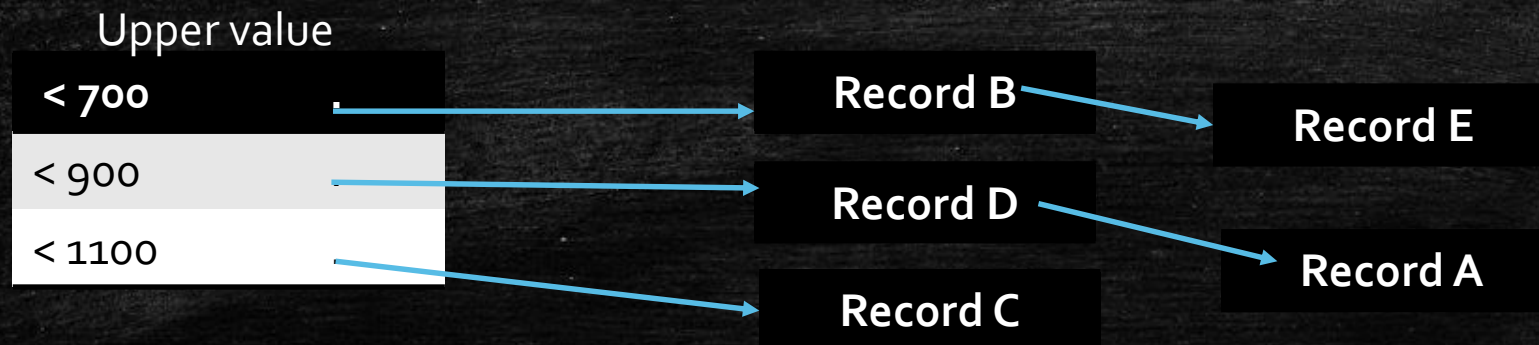 Upper value
< 700 .
Record B
Record E
< 900 .
Record D
< 1100 .
Record A
Record C